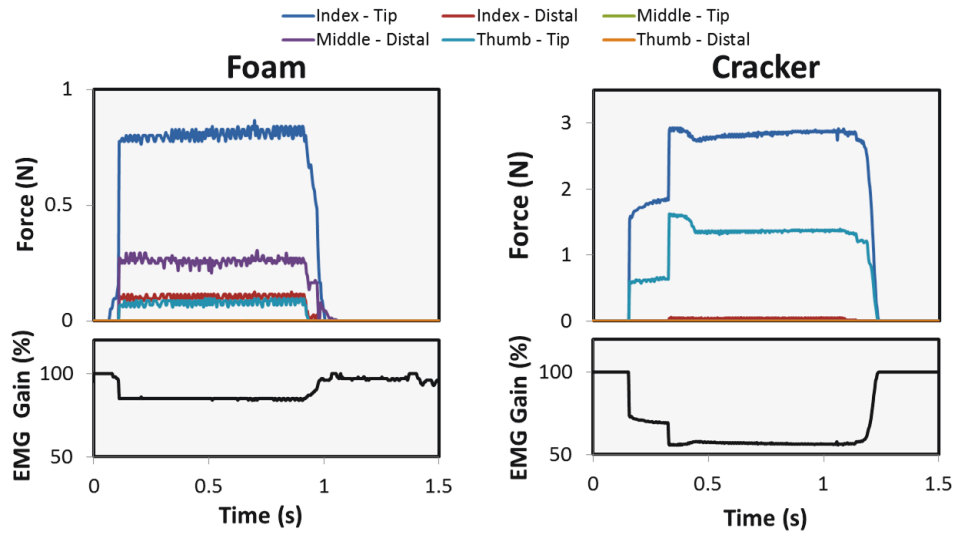 Index - Tip Index - Distal Middle - Tip
Middle - Distal Thumb - Tip Thumb - Distal
Foam
1
0.5
0
Force (N)
100
50
EMG Gain (%)
0 0.5 1 1.5
Time (s)
Cracker
3
2
1
0
Force (N)
100
50
EMG Gain (%)
0 0.5 1 1.5
Time (s)